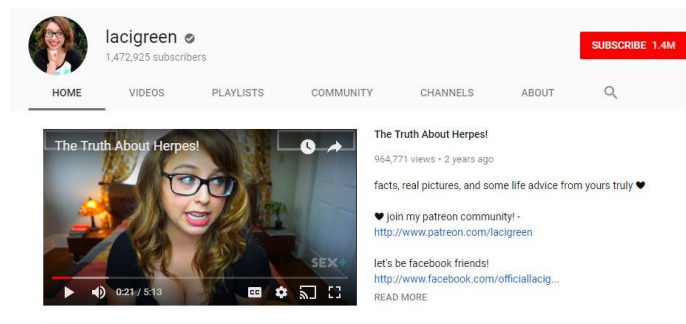 lacigreen
1,472,925 subscribers
SUBSCRIBE 1.4M
HOME VIDEOS PLAYLISTS COMMUNITY CHANNELS ABOUT
The Truth About Herpes!
SEX+
0:21 / 5:13
CC
The Truth About Herpes!
964,771 views • 2 years ago
facts, real pictures, and some life advice from yours truly ♥
♥ join my patreon community! -
http://www.patreon.com/lacigreen
let's be facebook friends!
http://www.facebook.com/officiallacig...
READ MORE